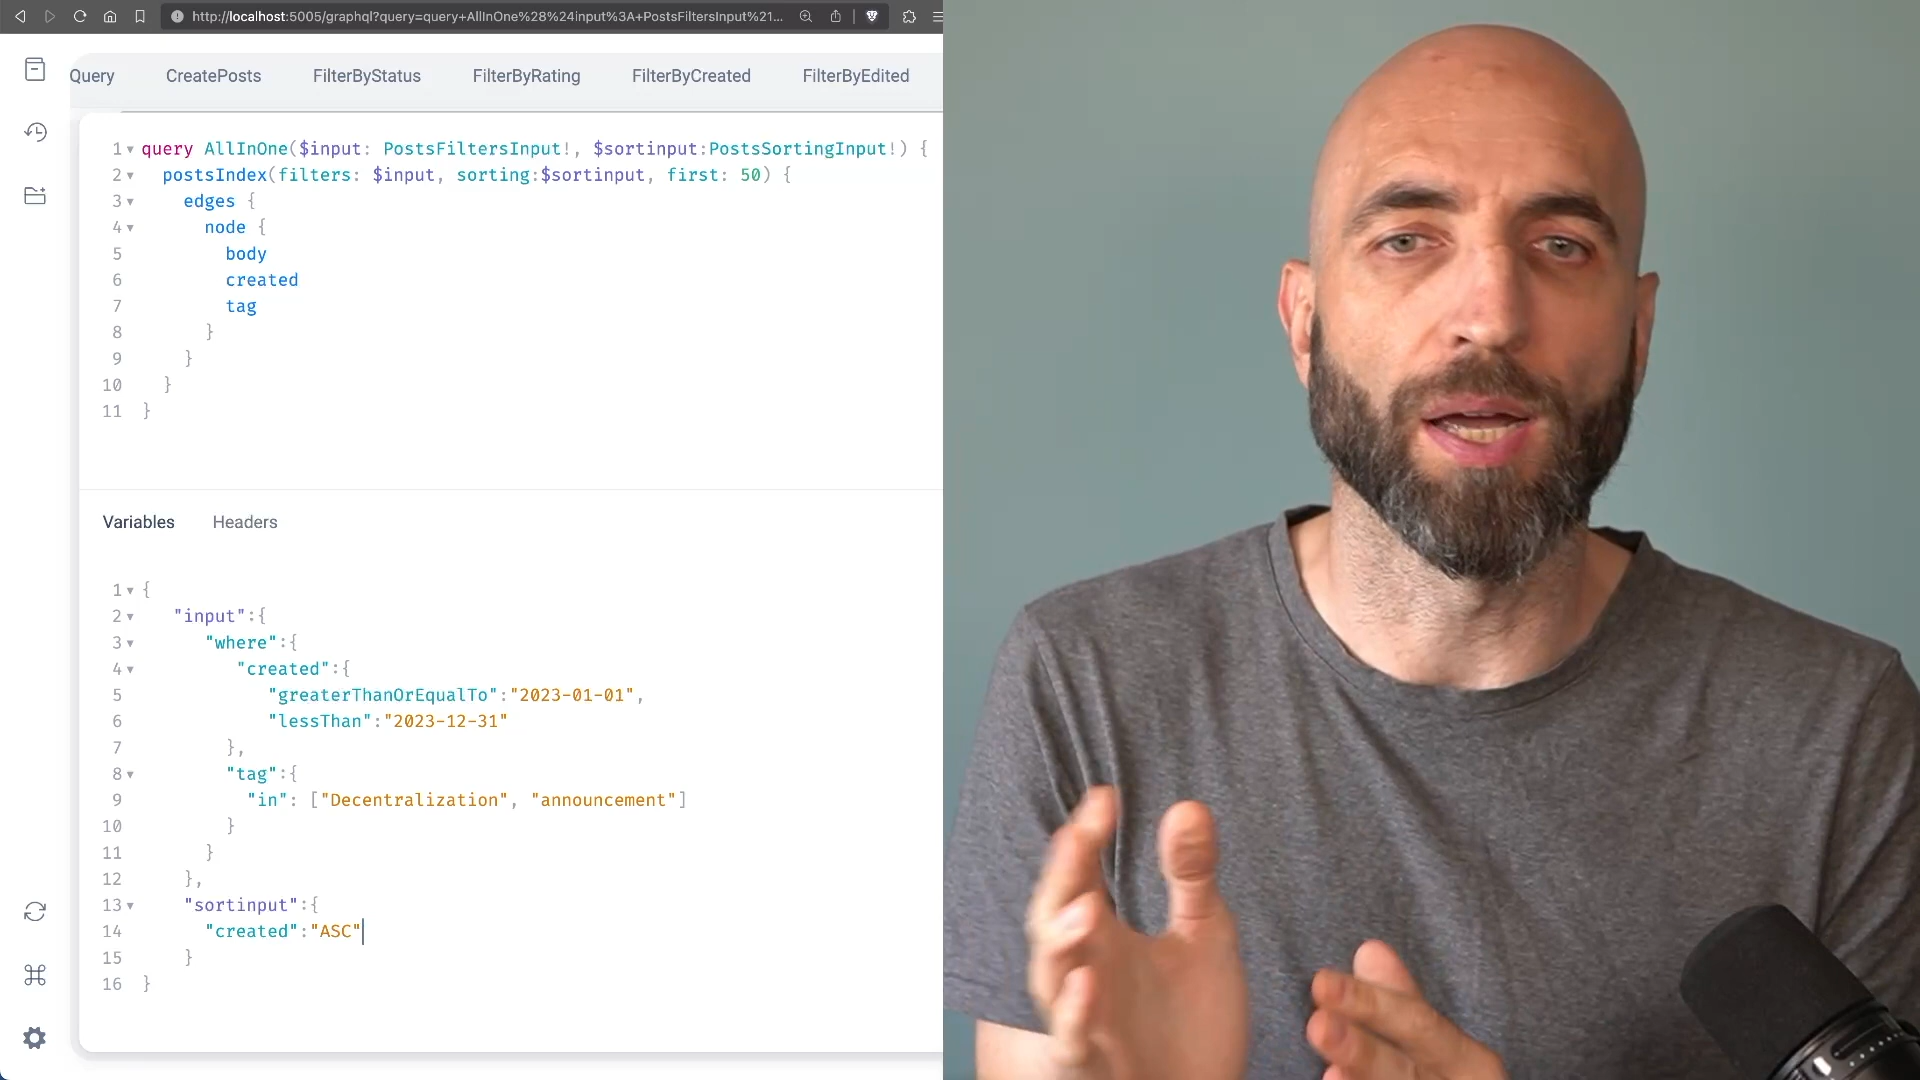 http://localhost:5005/graphql?query=query+AllInOne%28%24input%3A+PostsFiltersInput%21...
Query CreatePosts FilterByStatus FilterByRating FilterByCreated FilterByEdited
1 query AllInOne($input: PostsFiltersInput!, $sortinput:PostsSortingInput!) {
2 postsIndex(filters: $input, sorting:$sortinput, first: 50) {
3 edges {
4 node {
5 body
6 created
7 tag
8 }
9 }
10 }
11 }
Variables Headers
1 {
2 "input":{
3 "where":{
4 "created":{
5 "greaterThanOrEqualTo":"2023-01-01",
6 "lessThan":"2023-12-31"
7 },
8 "tag":{
9 "in": ["Decentralization", "announcement"]
10 }
11 }
12 },
13 "sortinput":{
14 "created":"ASC"
15 }
16 }